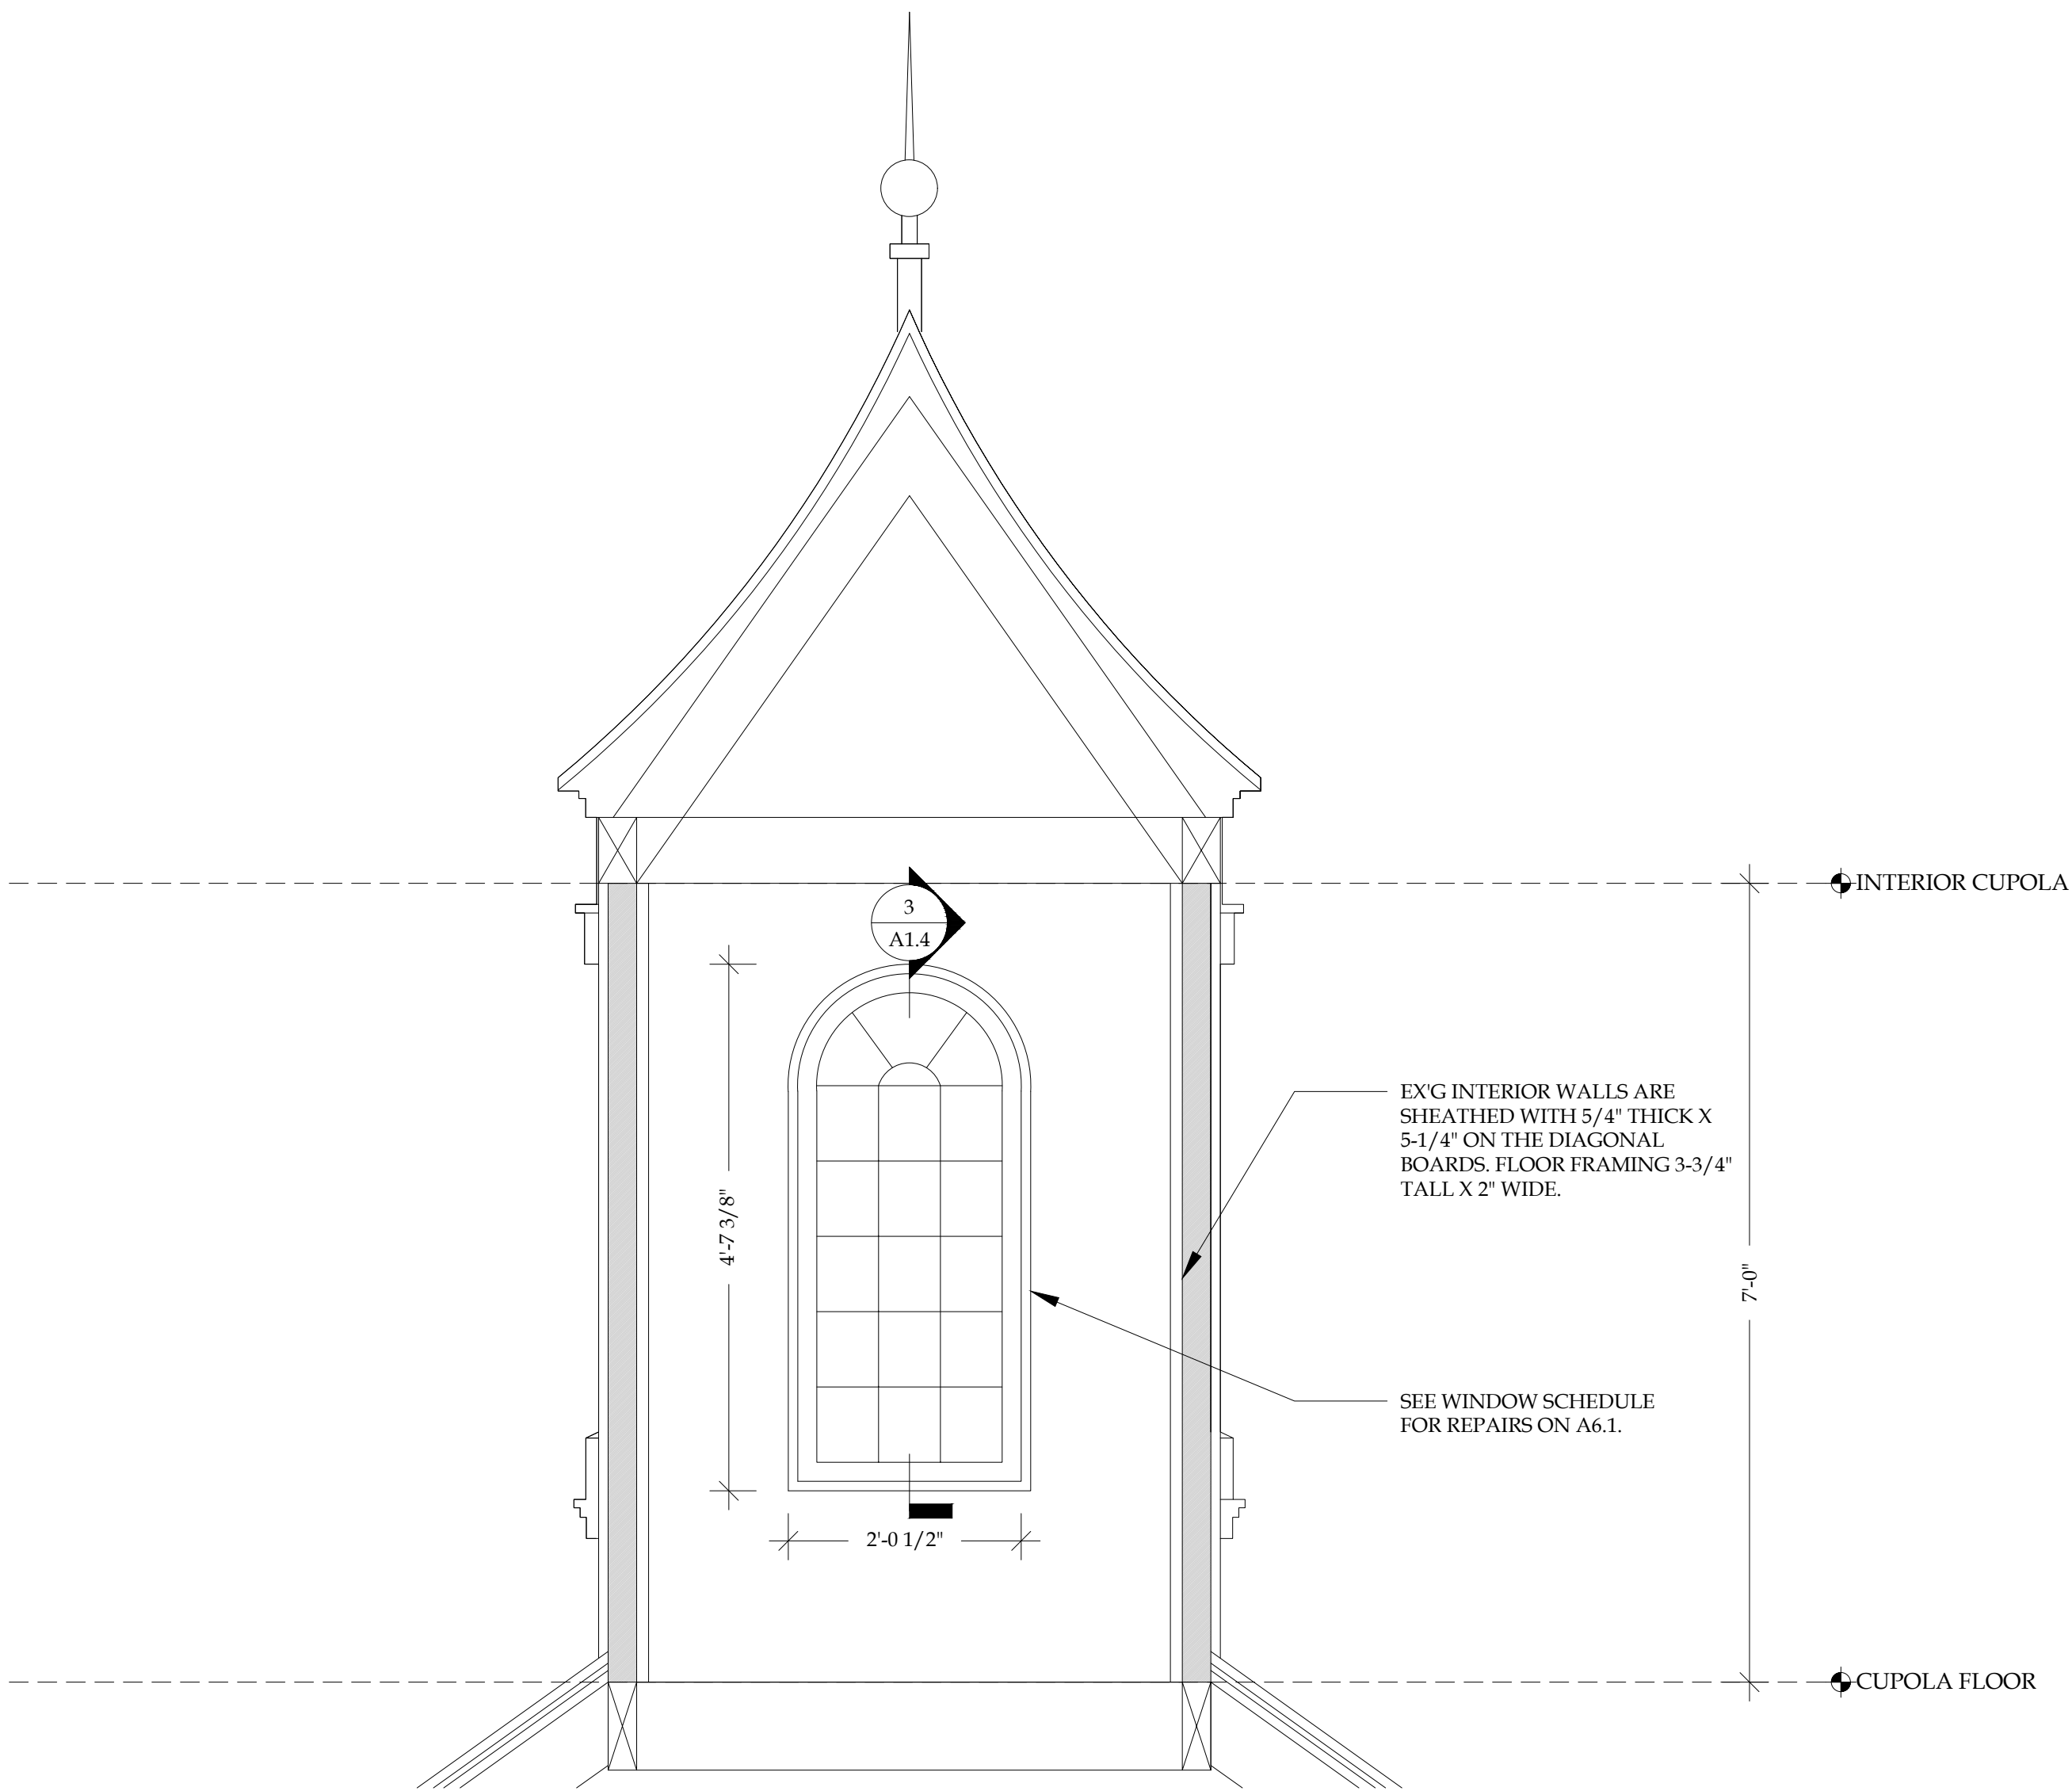 INTERIOR CUPOLA
3
A1.4
EX'G INTERIOR WALLS ARE
SHEATHED WITH 5/4" THICK X
5-1/4" ON THE DIAGONAL
BOARDS. FLOOR FRAMING 3-3/4"
TALL X 2" WIDE.
4'-7 3/8"
7'-0"
SEE WINDOW SCHEDULE
FOR REPAIRS ON A6.1.
2'-0 1/2"
CUPOLA FLOOR